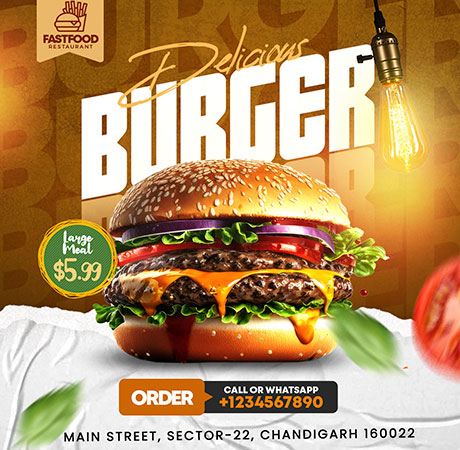 FASTFOOD
RESTAURANT
Delicious
BURGER
Large
Meal
$5.99
ORDER
CALL OR WHATSAPP
+1234567890
MAIN STREET, SECTOR-22, CHANDIGARH 160022